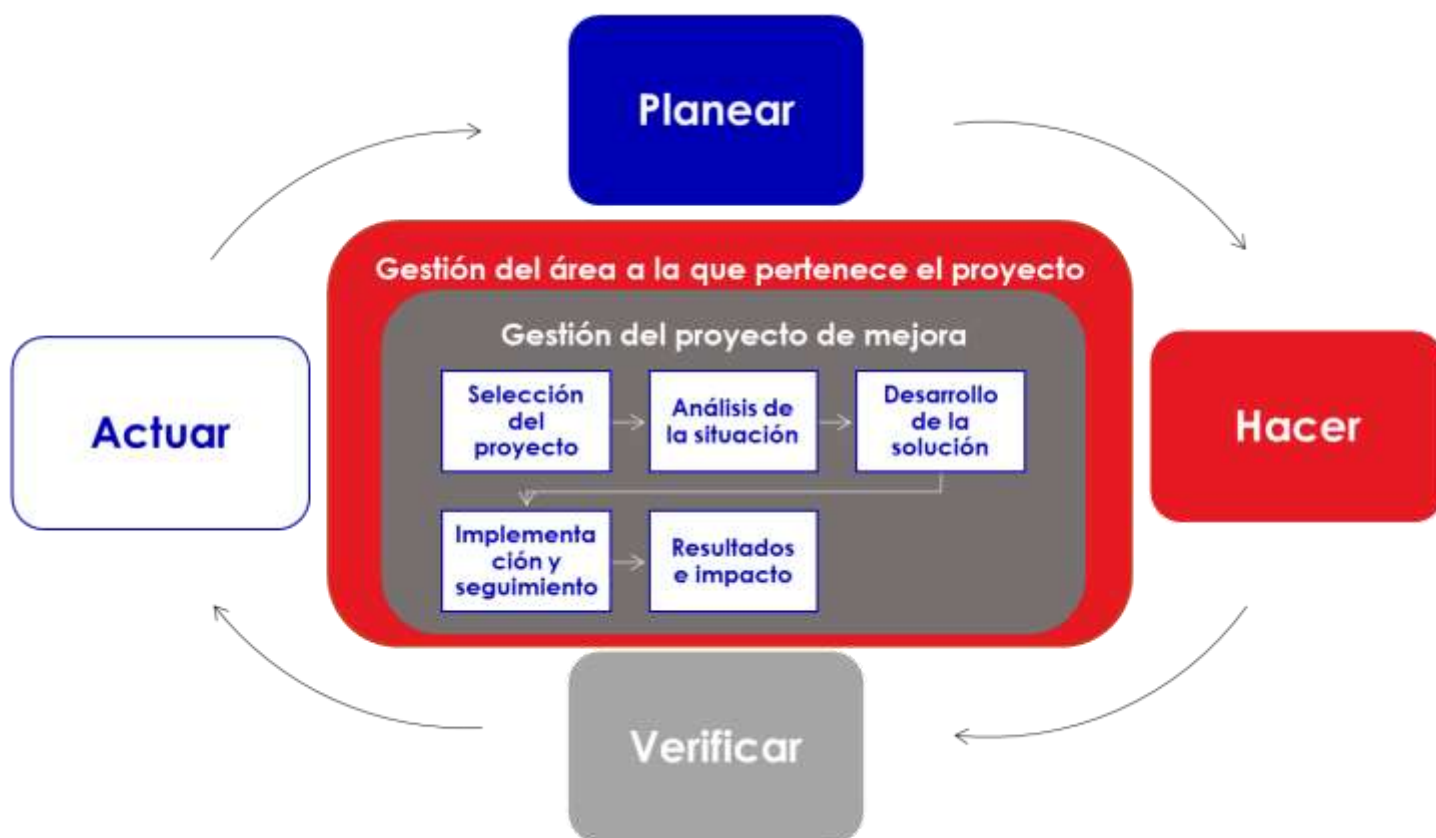 Planear
Gestión del área a la que pertenece el proyecto
Gestión del proyecto de mejora
Selección
del
proyecto
Análisis de
la situación
Desarrollo
de la
solución
Implementa
ción y
seguimiento
Resultados
e impacto
Actuar
Hacer
Verificar